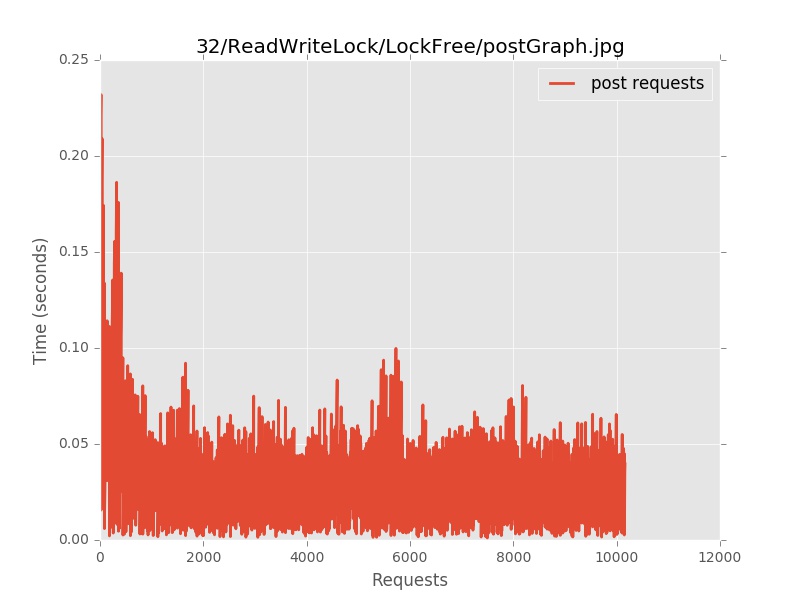 32/ReadWriteLock/LockFree/postGraph.jpg
post requests
0.25
0.20
0.15
0.10
0.05
0.00
Time (seconds)
0 2000 4000 6000 8000 10000 12000
Requests